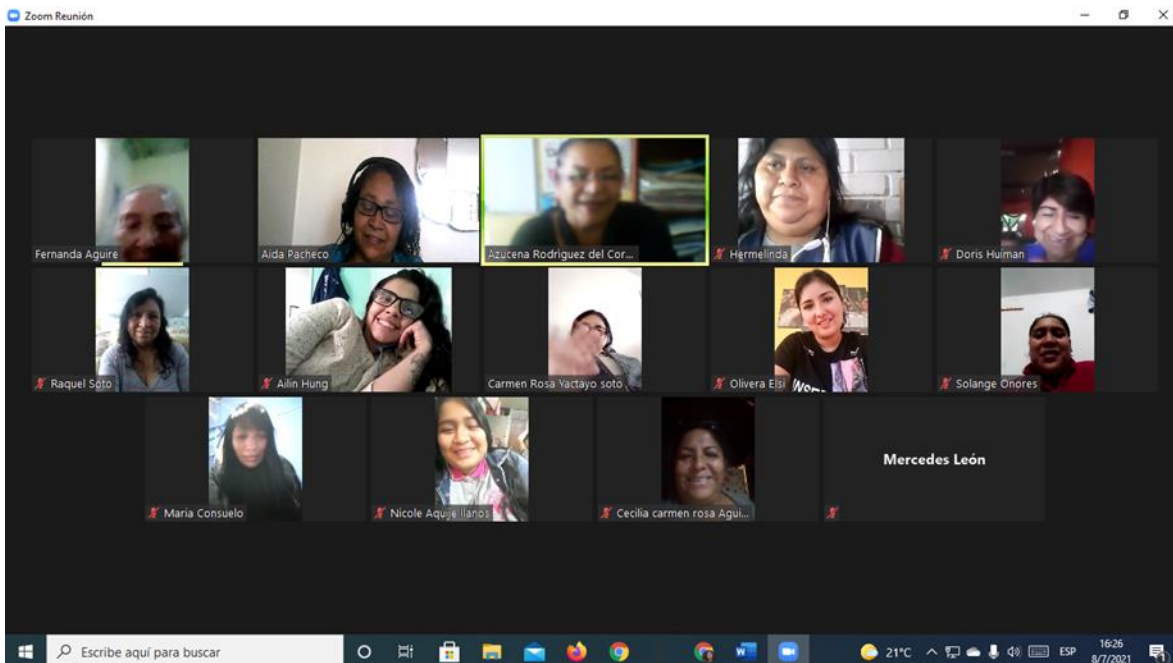 Zoom Reunión
Fernanda Aguire
Aida Pacheco
Azucena Rodriguez del Cor...
Hermelinda
Doris Huiman
Raquel Soto
Ailin Hung
Carmen Rosa Yactayo soto
Olivera Elsi
Solange Onores
Maria Consuelo
Nicole Aquije llanos
Cecilia carmen rosa Agui...
Mercedes León
Escribe aquí para buscar
21°C
ESP
16:26
8/7/2021